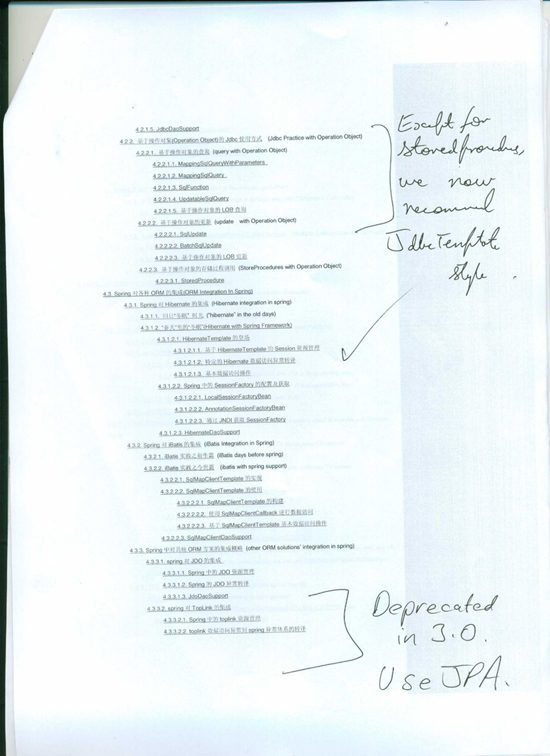 4.2.1.5. JdbcDaoSupport
4.2.2. 基于操作对象(Operation Object)的 Jdbc 使用方式 (Jdbc Practice with Operation Object)
4.2.2.1. 基于操作对象的查询 (query with Operation Object)
4.2.2.1.1. MappingSqlQueryWithParameters
4.2.2.1.2. MappingSqlQuery
4.2.2.1.3. SqlFunction
4.2.2.1.4. UpdatableSqlQuery
4.2.2.1.5. 基于操作对象的 LOB 查询
4.2.2.2. 基于操作对象的更新 (update with Operation Object)
4.2.2.2.1. SqlUpdate
4.2.2.2.2. BatchSqlUpdate
4.2.2.2.3. 基于操作对象的 LOB 更新
4.2.2.3. 基于操作对象的存储过程调用 (StoreProcedures with Operation Object)
4.2.2.3.1. StoredProcedure
4.3. Spring 对各种 ORM 的集成(ORM Integration In Spring)
4.3.1. Spring 对 Hibernate 的集成 (Hibernate integration in spring)
4.3.1.1. "冬眠" 时光 ("hibernate" in the old days)
4.3.1.2. "冬眠"(Hibernate with Spring Framework)
4.3.1.2.1. HibernateTemplate 的登场
4.3.1.2.1.1. 基于 HibernateTemplate 的 Session 资源管理
4.3.1.2.1.2. 特定的 Hibernate 数据访问异常转译
4.3.1.2.1.3. 基本数据访问操作
4.3.1.2.2. Spring 中的 SessionFactory 的配置及获取
4.3.1.2.2.1. LocalSessionFactoryBean
4.3.1.2.2.2. AnnotationSessionFactoryBean
4.3.1.2.2.3. 通过 JNDI 获取 SessionFactory
4.3.1.2.3. HibernateDaoSupport
4.3.2. Spring 对 iBatis 的集成 (iBatis Integration in Spring)
4.3.2.1. iBatis 实践之前生篇 (iBatis days before spring)
4.3.2.2. iBatis 实践之今世篇 (ibatis with spring support)
4.3.2.2.1. SqlMapClientTemplate 的实现
4.3.2.2.2. SqlMapClientTemplate 的使用
4.3.2.2.2.1. SqlMapClientTemplate 的构建
4.3.2.2.2.2. 使用 SqlMapClientCallback 进行数据访问
4.3.2.2.2.3. 基于 SqlMapClientTemplate 基本数据访问操作
4.3.2.2.3. SqlMapClientDaoSupport
4.3.3. Spring 中对其他 ORM 方案的集成概略 (other ORM solutions' integration in spring)
4.3.3.1. spring 对 JDO 的集成
4.3.3.1.1. Spring 中的 JDO 资源管理
4.3.3.1.2. Spring 的 JDO 异常转译
4.3.3.1.3. JdoDaoSupport
4.3.3.2. spring 对 TopLink 的集成
4.3.3.2.1. Spring 中的 toplink 资源管理
4.3.3.2.2. toplink 数据访问异常到 spring 异常体系的转译
Except for
stored procedures,
we now
recommend
JdbcTemplate
style.
Deprecated
in 3.0.
Use JPA.